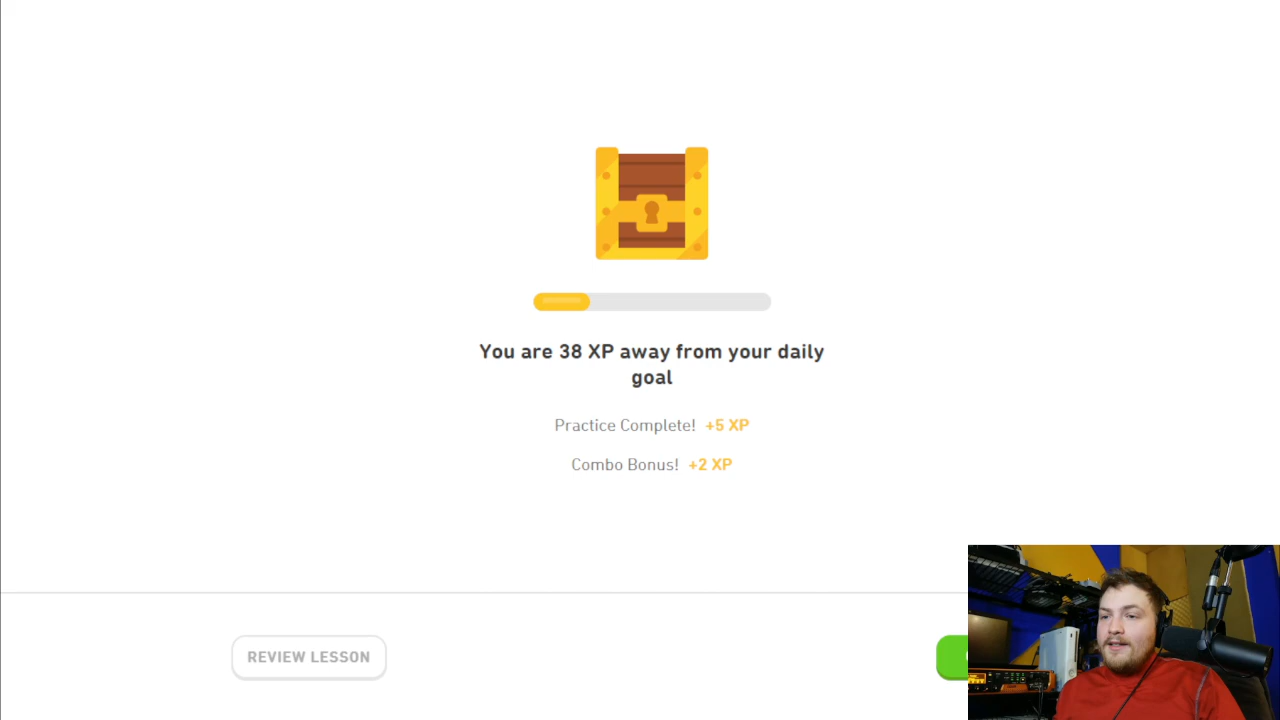 You are 38 XP away from your daily
goal
Practice Complete! +5 XP
Combo Bonus! +2 XP
REVIEW LESSON